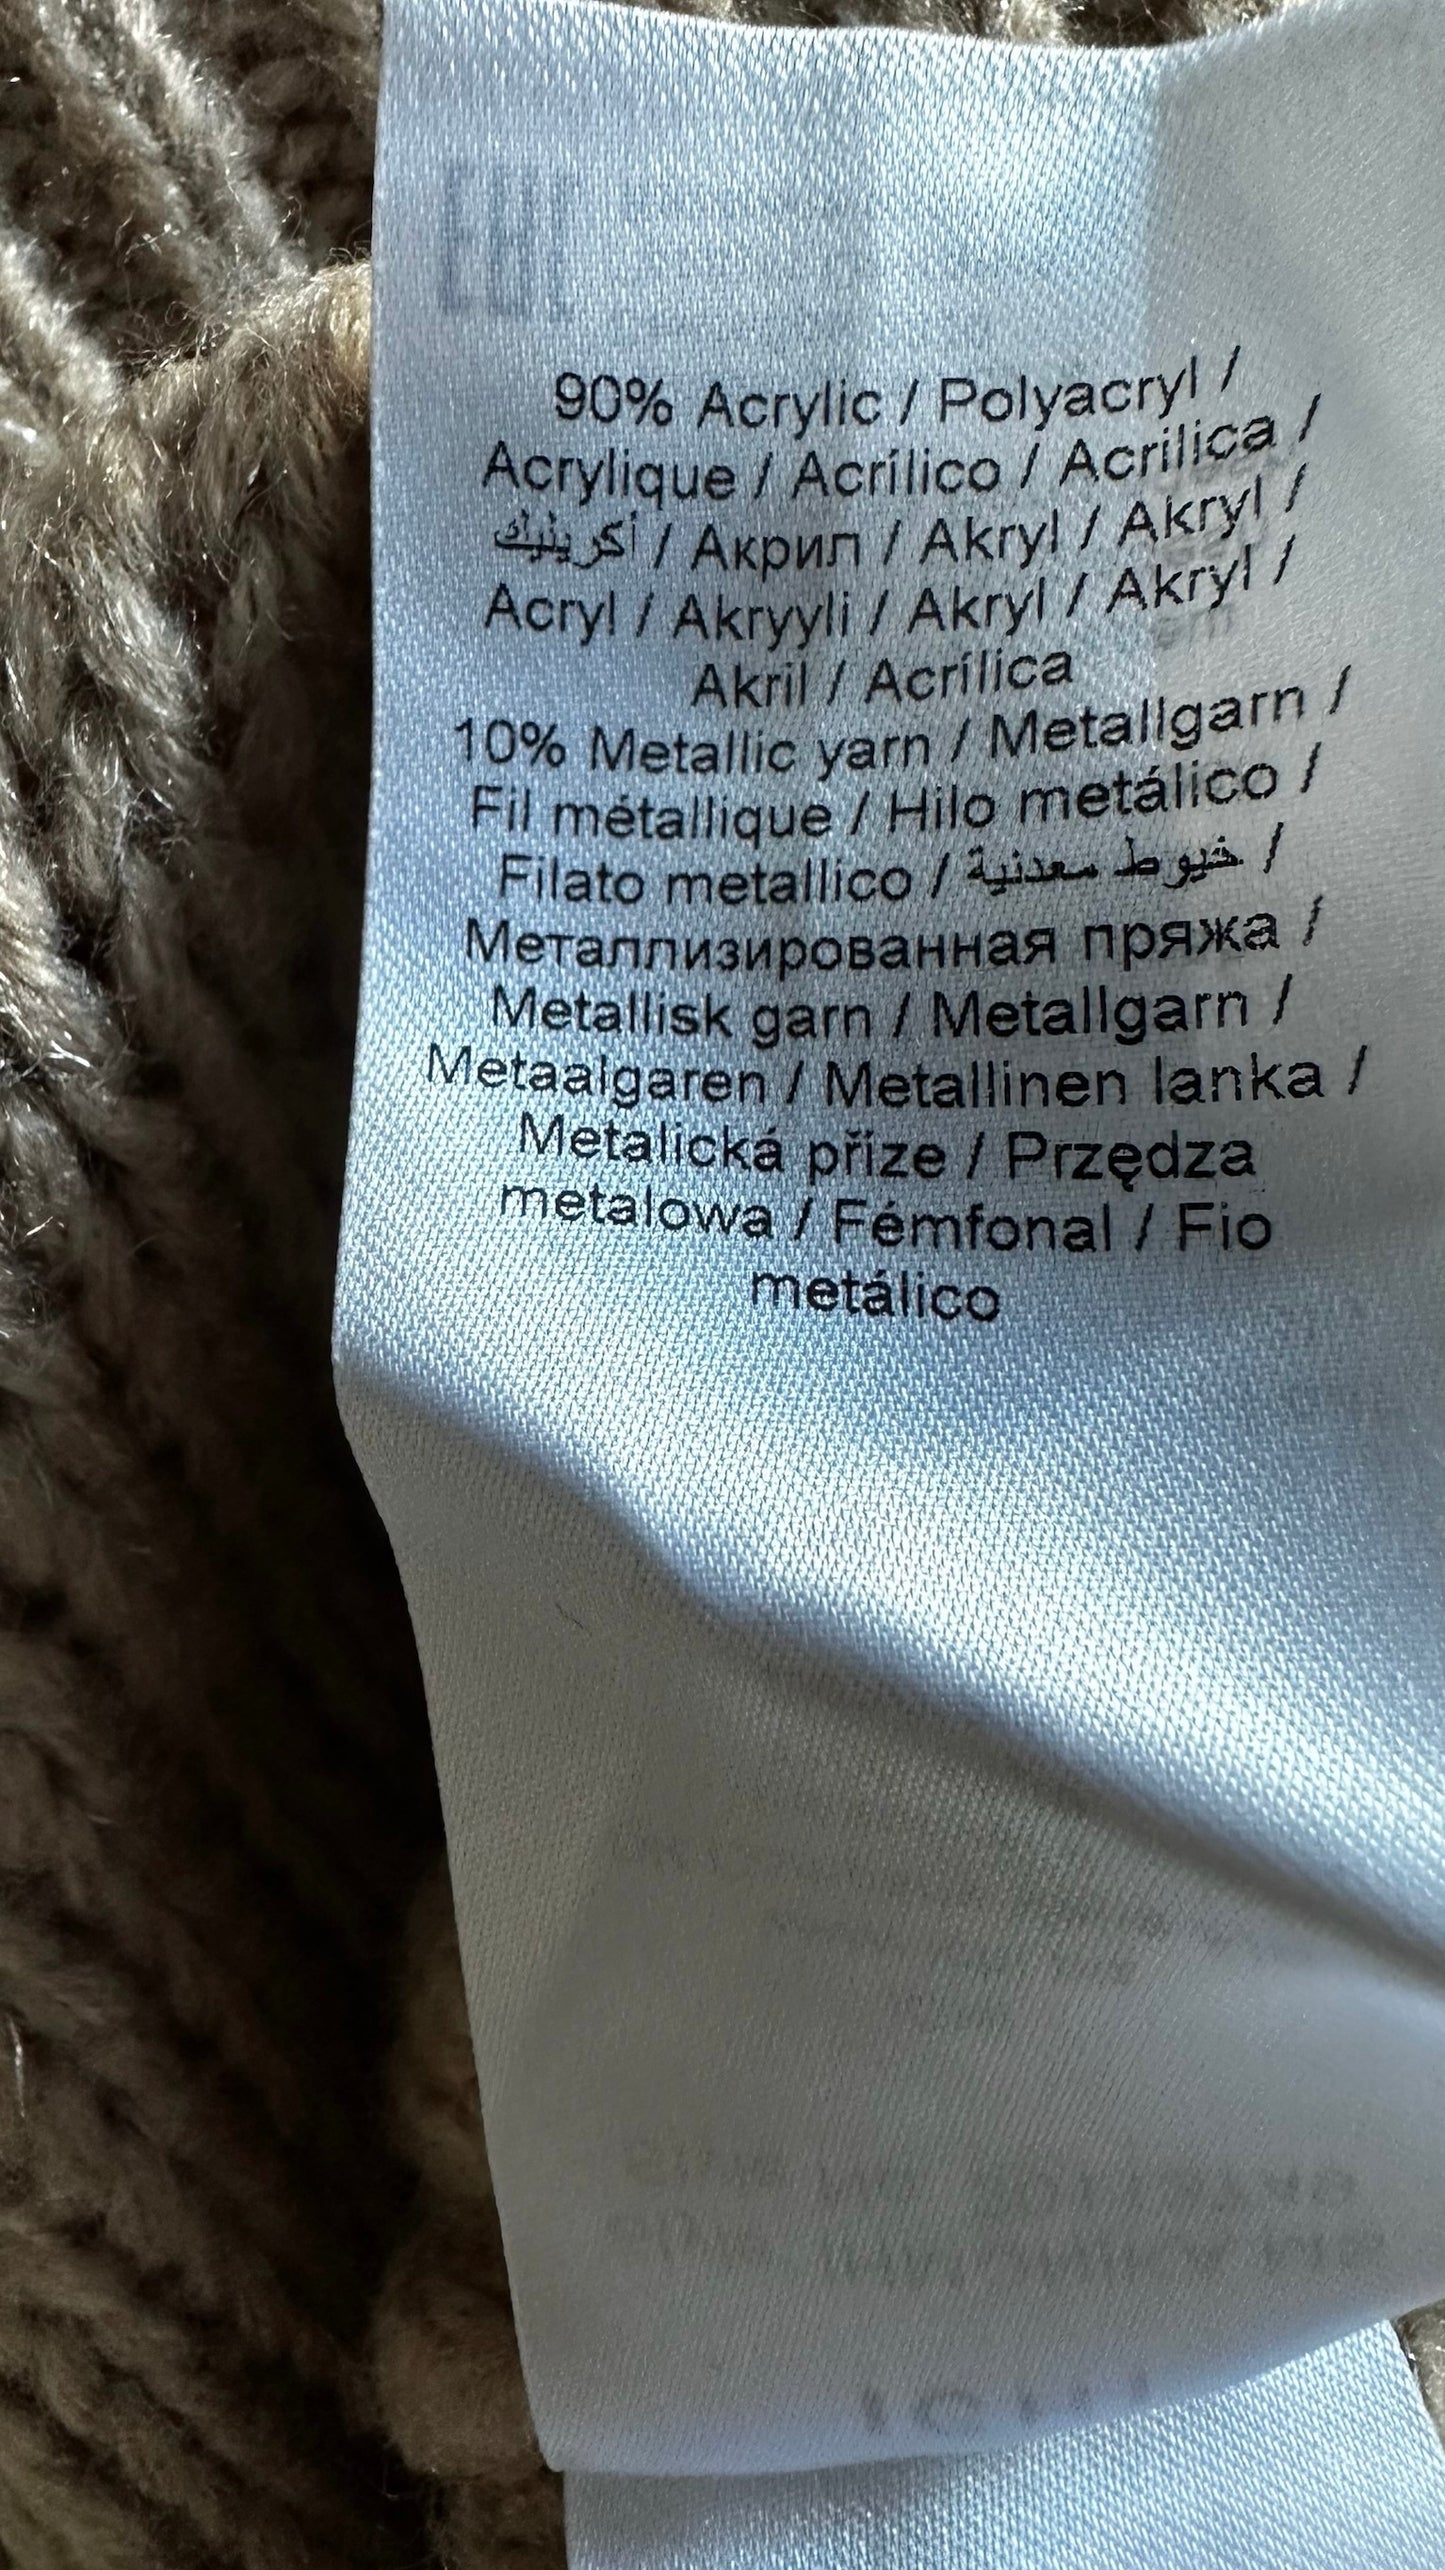 90% Acrylic / Polyacryl /
Acrylique / Acrílico / Acrilica /
أكريليك / Акрил / Akryl / Akryl /
Acryl / Akryyli / Akryl / Akryl /
Akril / Acrílica
10% Metallic yarn / Metallgarn /
Fil métallique / Hilo metálico /
Filato metallico / خيوط معدنية /
Металлизированная пряжа /
Metallisk garn / Metallgarn /
Metaalgaren / Metallinen lanka /
Metalická příze / Przędza
metalowa / Fémfonal / Fio
metálico